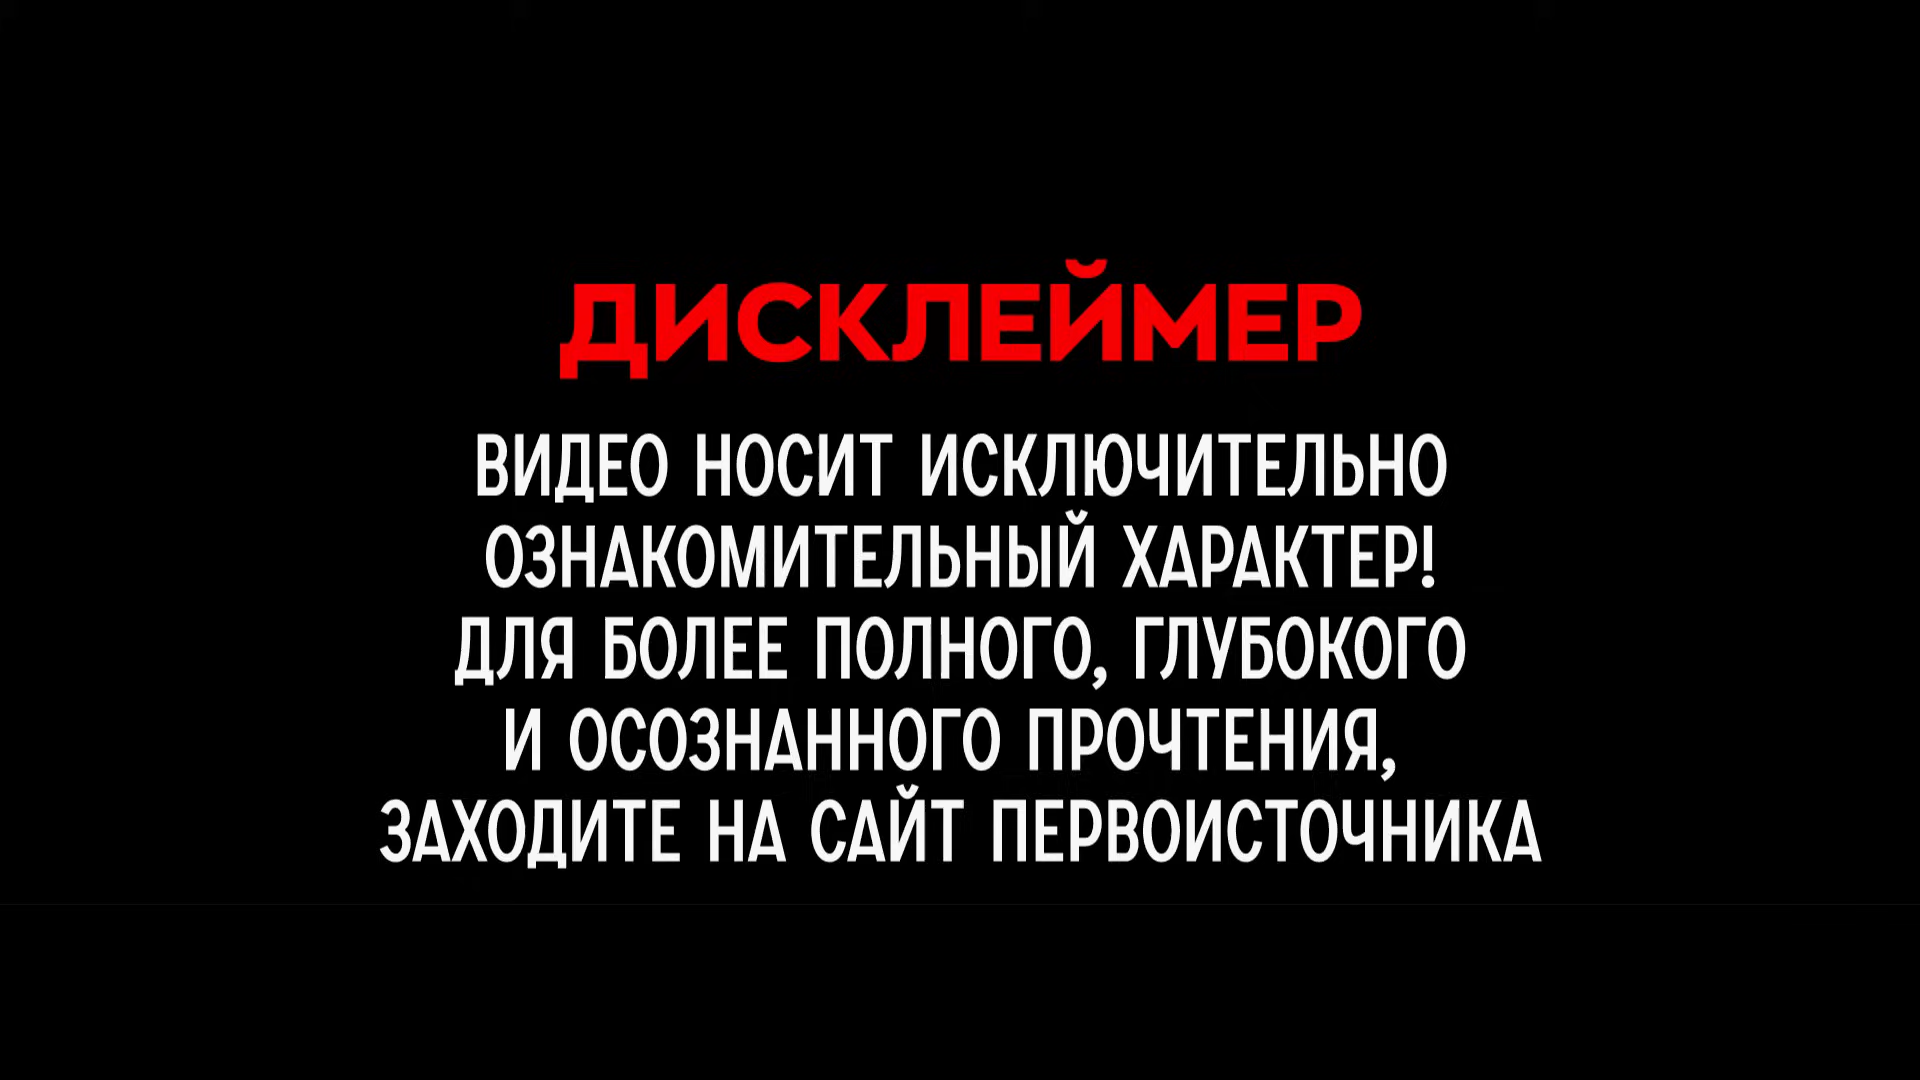 ДИСКЛЕЙМЕР
ВИДЕО НОСИТ ИСКЛЮЧИТЕЛЬНО
ОЗНАКОМИТЕЛЬНЫЙ ХАРАКТЕР!
ДЛЯ БОЛЕЕ ПОЛНОГО, ГЛУБОКОГО
И ОСОЗНАННОГО ПРОЧТЕНИЯ,
ЗАХОДИТЕ НА САЙТ ПЕРВОИСТОЧНИКА